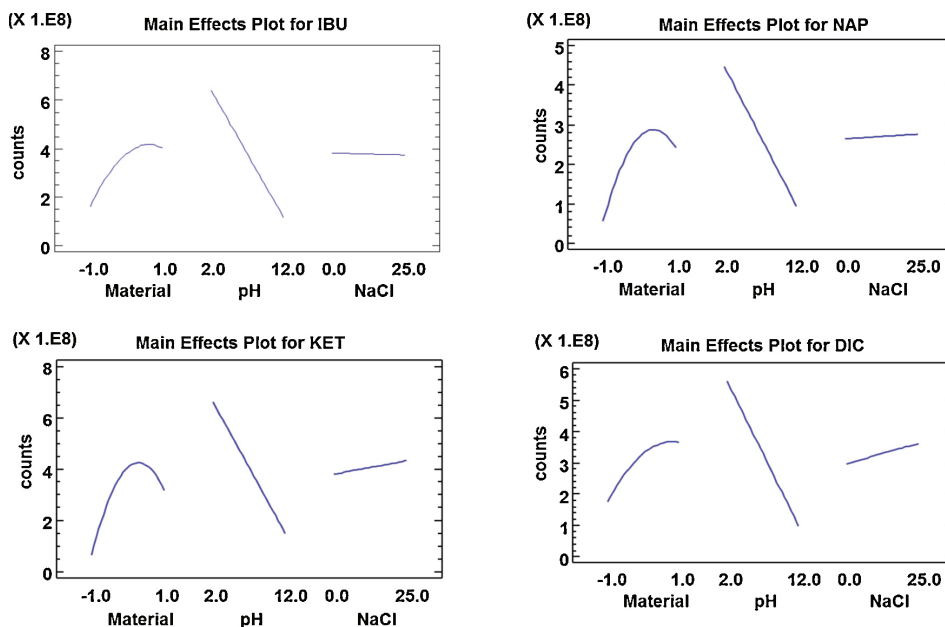 (X 1.E8)
Main Effects Plot for IBU
8
6
4
2
0
counts
-1.0 1.0 2.0 12.0 0.0 25.0
Material pH NaCl
(X 1.E8)
Main Effects Plot for NAP
5
4
3
2
1
0
counts
-1.0 1.0 2.0 12.0 0.0 25.0
Material pH NaCl
(X 1.E8)
Main Effects Plot for KET
8
6
4
2
0
counts
-1.0 1.0 2.0 12.0 0.0 25.0
Material pH NaCl
(X 1.E8)
Main Effects Plot for DIC
6
5
4
3
2
1
0
counts
-1.0 1.0 2.0 12.0 0.0 25.0
Material pH NaCl